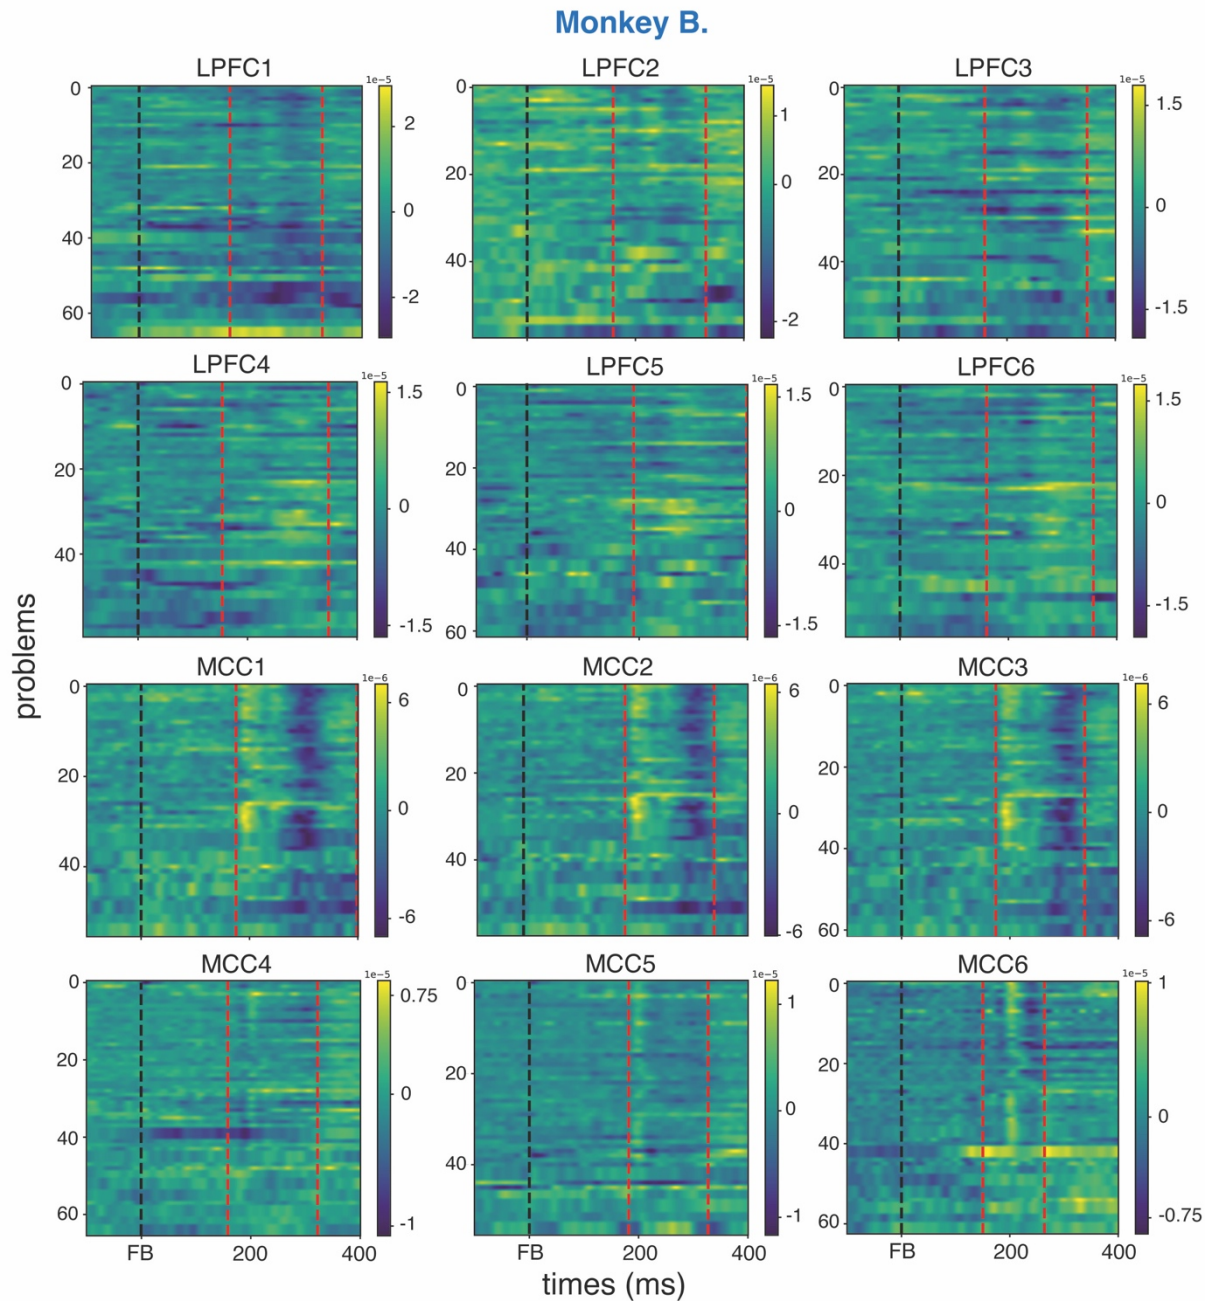 Monkey B.
LPFC1 LPFC2 LPFC3
1e-5 1e-5 1e-5
0 20 40 60 2 0 -2
0 20 40 1 0 -2
0 20 40 1.5 0 -1.5
LPFC4 LPFC5 LPFC6
1e-5 1e-5 1e-5
0 20 40 1.5 0 -1.5
0 20 40 60 1.5 0 -1.5
0 20 40 1.5 0 -1.5
problems
MCC1 MCC2 MCC3
1e-6 1e-6 1e-6
0 20 40 6 0 -6
0 20 40 6 0 -6
0 20 40 60 6 0 -6
MCC4 MCC5 MCC6
1e-5 1e-5 1e-5
0 20 40 60 0.75 0 -1
0 20 40 1 0 -1
0 20 40 60 1 0 -0.75
FB 200 400 FB 200 400 FB 200 400
times (ms)